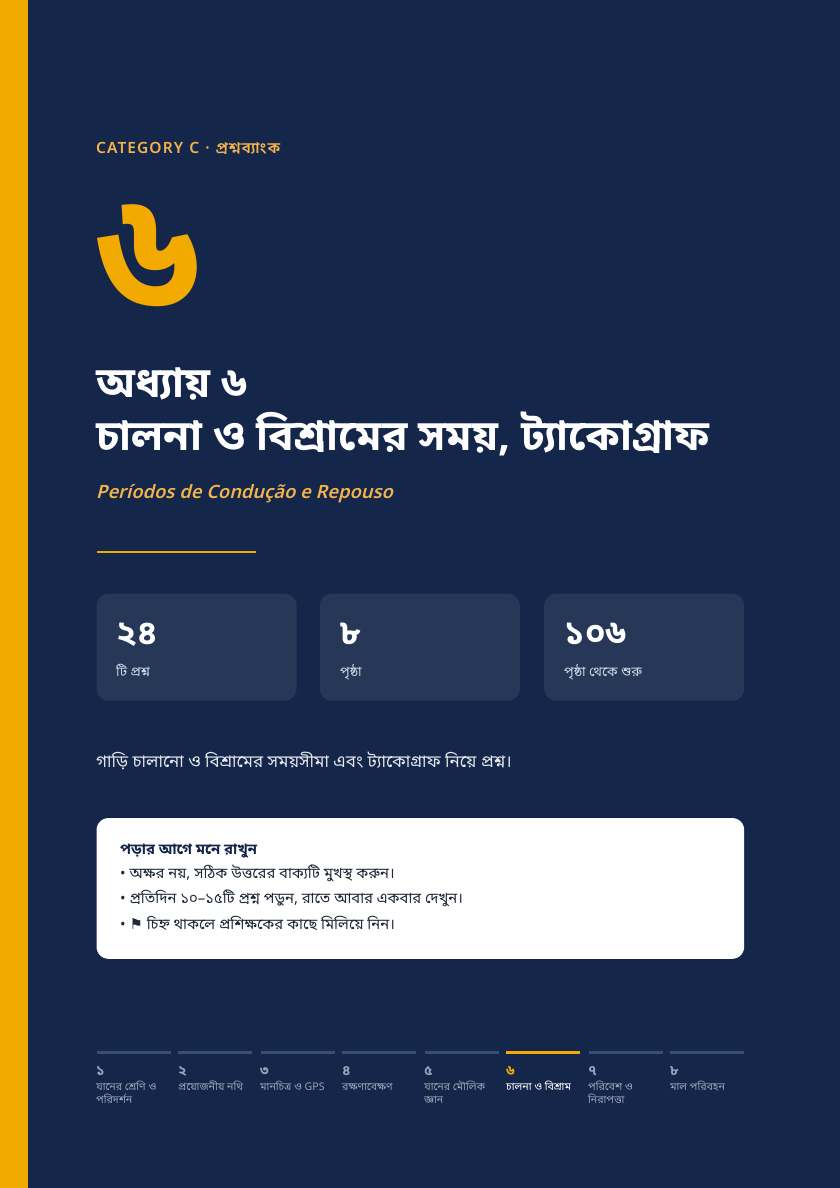 CATEGORY C · প্রশ্নব্যাংক
৬
অধ্যায় ৬
চালনা ও বিশ্রামের সময়, ট্যাকোগ্রাফ
Períodos de Condução e Repouso
২৪
টি প্রশ্ন
৮
পৃষ্ঠা
১০৬
পৃষ্ঠা থেকে শুরু
গাড়ি চালানো ও বিশ্রামের সময়সীমা এবং ট্যাকোগ্রাফ নিয়ে প্রশ্ন।
পড়ার আগে মনে রাখুন
• অক্ষর নয়, সঠিক উত্তরের বাক্যটি মুখস্থ করুন।
• প্রতিদিন ১০–১৫টি প্রশ্ন পড়ুন, রাতে আবার একবার দেখুন।
• ⚑ চিহ্ন থাকলে প্রশিক্ষকের কাছে মিলিয়ে নিন।
১
যানের শ্রেণি ও
পরিদর্শন
২
প্রয়োজনীয় নথি
৩
মানচিত্র ও GPS
৪
রক্ষণাবেক্ষণ
৫
যানের মৌলিক
জ্ঞান
৬
চালনা ও বিশ্রাম
৭
পরিবেশ ও
নিরাপত্তা
৮
মাল পরিবহন